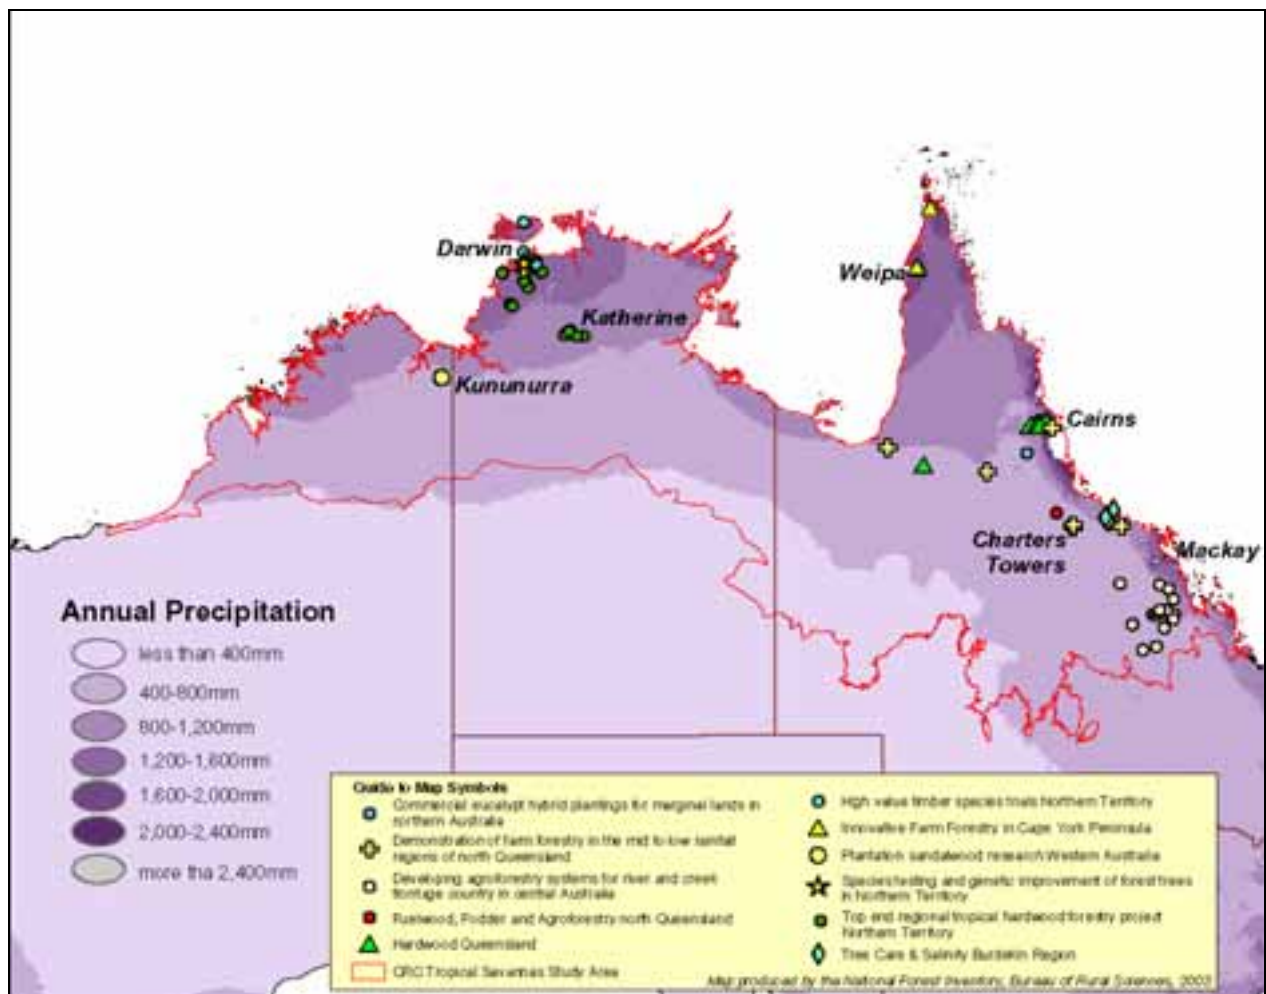 Darwin
Weipa
Katherine
Kununurra
Cairns
Charters
Towers
Mackay
Annual Precipitation
less than 400mm
400-800mm
800-1,200mm
1,200-1,600mm
1,600-2,000mm
2,000-2,400mm
more tha 2,400mm
Guide to Map Symbols
Commercial eucalypt hybrid plantings for marginal lands in
northern Australia
Demonstration of farm forestry in the mid to low rainfall
regions of north Queensland
Developing agroforestry systems for river and creek
frontage country in central Australia
Fuelwood, Fodder and Agroforestry north Queensland
Hardwood Queensland
CRC Tropical Savannas Study Area
High value timber species trials Northern Territory
Innovative Farm Forestry in Cape York Peninsula
Plantation sandalwood research Western Australia
Species testing and genetic improvement of forest trees
in Northern Territory
Top end regional tropical hardwood forestry project
Northern Territory
Tree Care & Salinity Burdekin Region
Map produced by the National Forest Inventory, Bureau of Rural Sciences, 2003